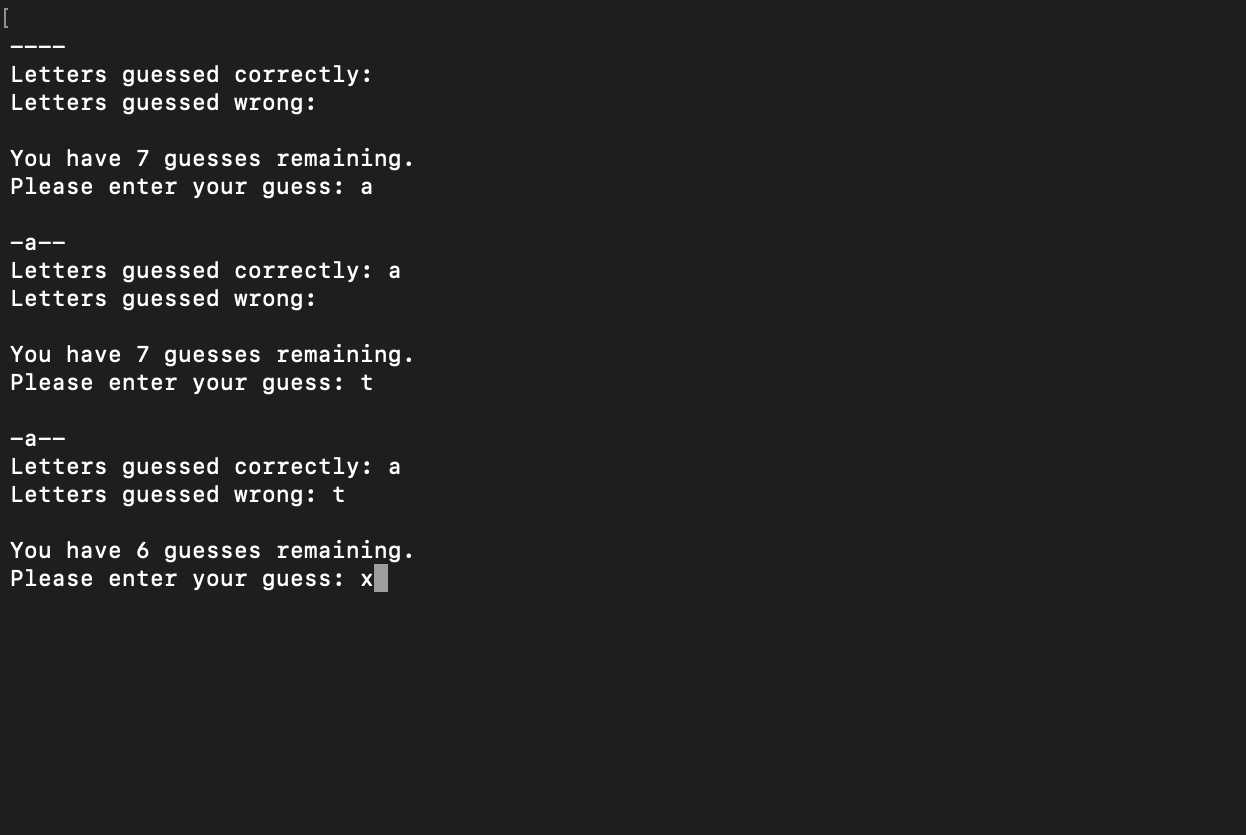 [
----
Letters guessed correctly:
Letters guessed wrong:
You have 7 guesses remaining.
Please enter your guess: a
-a--
Letters guessed correctly: a
Letters guessed wrong:
You have 7 guesses remaining.
Please enter your guess: t
-a--
Letters guessed correctly: a
Letters guessed wrong: t
You have 6 guesses remaining.
Please enter your guess: x